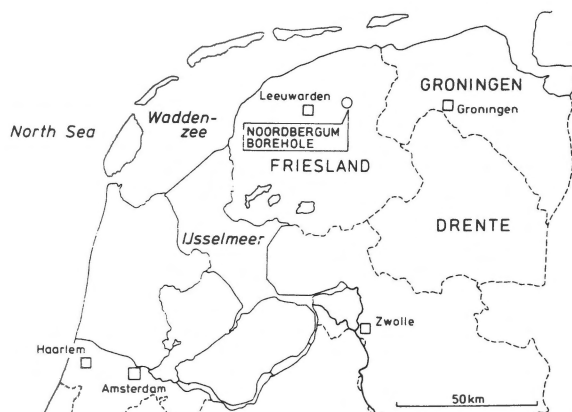 GRONINGEN
Leeuwarden
Groningen
Wadden-
zee
North Sea
NOORDBERGUM
BOREHOLE
FRIESLAND
DRENTE
IJsselmeer
Zwolle
Haarlem
Amsterdam
50km